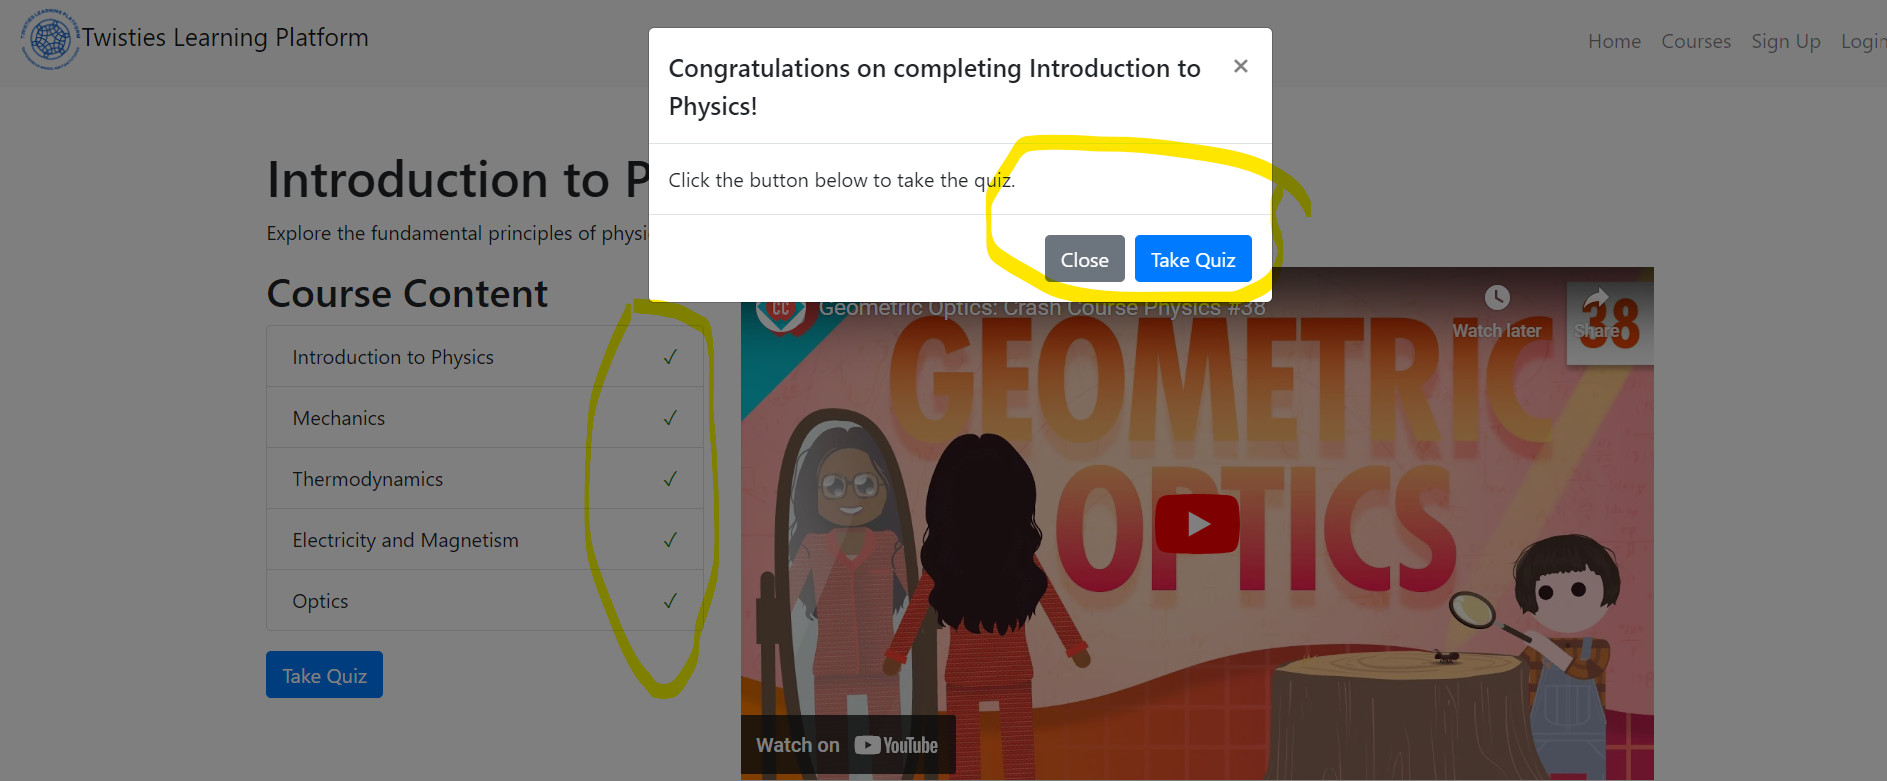 TWISTIES LEARNING PLATFORM
Twisties Learning Platform
Home Courses Sign Up Login
Congratulations on completing Introduction to
Physics!
×
Click the button below to take the quiz.
Close Take Quiz
Introduction to P
Explore the fundamental principles of physi
Course Content
Introduction to Physics ✓
Mechanics ✓
Thermodynamics ✓
Electricity and Magnetism ✓
Optics ✓
Take Quiz
CC
Geometric Optics: Crash Course Physics #38
Watch later
Share
38
GEOMETRIC
OPTICS
Watch on YouTube